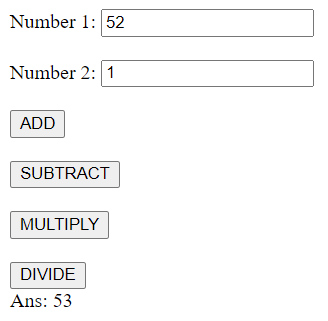 Number 1: 52
Number 2: 1
ADD
SUBTRACT
MULTIPLY
DIVIDE
Ans: 53